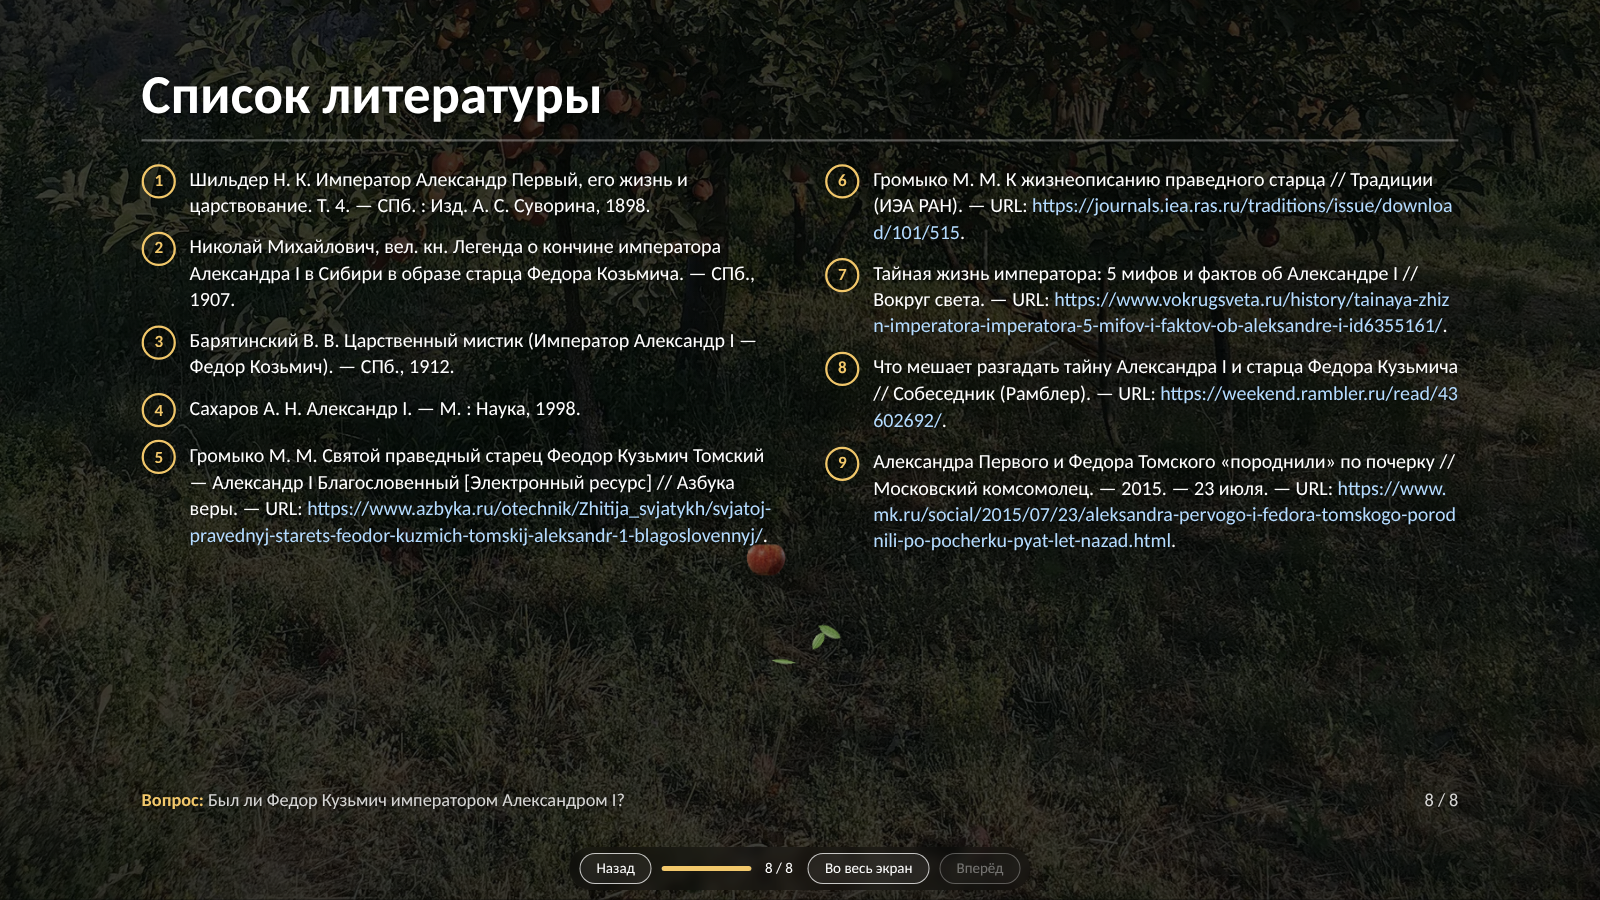 Список литературы
1
Шильдер Н. К. Император Александр Первый, его жизнь и
царствование. Т. 4. — СПб. : Изд. А. С. Суворина, 1898.
2
Николай Михайлович, вел. кн. Легенда о кончине императора
Александра I в Сибири в образе старца Федора Козьмича. — СПб.,
1907.
3
Барятинский В. В. Царственный мистик (Император Александр I —
Федор Козьмич). — СПб., 1912.
4
Сахаров А. Н. Александр I. — М. : Наука, 1998.
5
Громыко М. М. Святой праведный старец Феодор Кузьмич Томский
— Александр I Благословенный [Электронный ресурс] // Азбука
веры. — URL: https://www.azbyka.ru/otechnik/Zhitija_svjatykh/svjatoj-
pravednyj-starets-feodor-kuzmich-tomskij-aleksandr-1-blagoslovennyj/.
6
Громыко М. М. К жизнеописанию праведного старца // Традиции
(ИЭА РАН). — URL: https://journals.iea.ras.ru/traditions/issue/downloa
d/101/515.
7
Тайная жизнь императора: 5 мифов и фактов об Александре I //
Вокруг света. — URL: https://www.vokrugsveta.ru/history/tainaya-zhiz
n-imperatora-imperatora-5-mifov-i-faktov-ob-aleksandre-i-id6355161/.
8
Что мешает разгадать тайну Александра I и старца Федора Кузьмича
// Собеседник (Рамблер). — URL: https://weekend.rambler.ru/read/43
602692/.
9
Александра Первого и Федора Томского «породнили» по почерку //
Московский комсомолец. — 2015. — 23 июля. — URL: https://www.
mk.ru/social/2015/07/23/aleksandra-pervogo-i-fedora-tomskogo-porod
nili-po-pocherku-pyat-let-nazad.html.
Вопрос: Был ли Федор Кузьмич императором Александром I?
8 / 8
Назад
8 / 8
Во весь экран
Вперёд